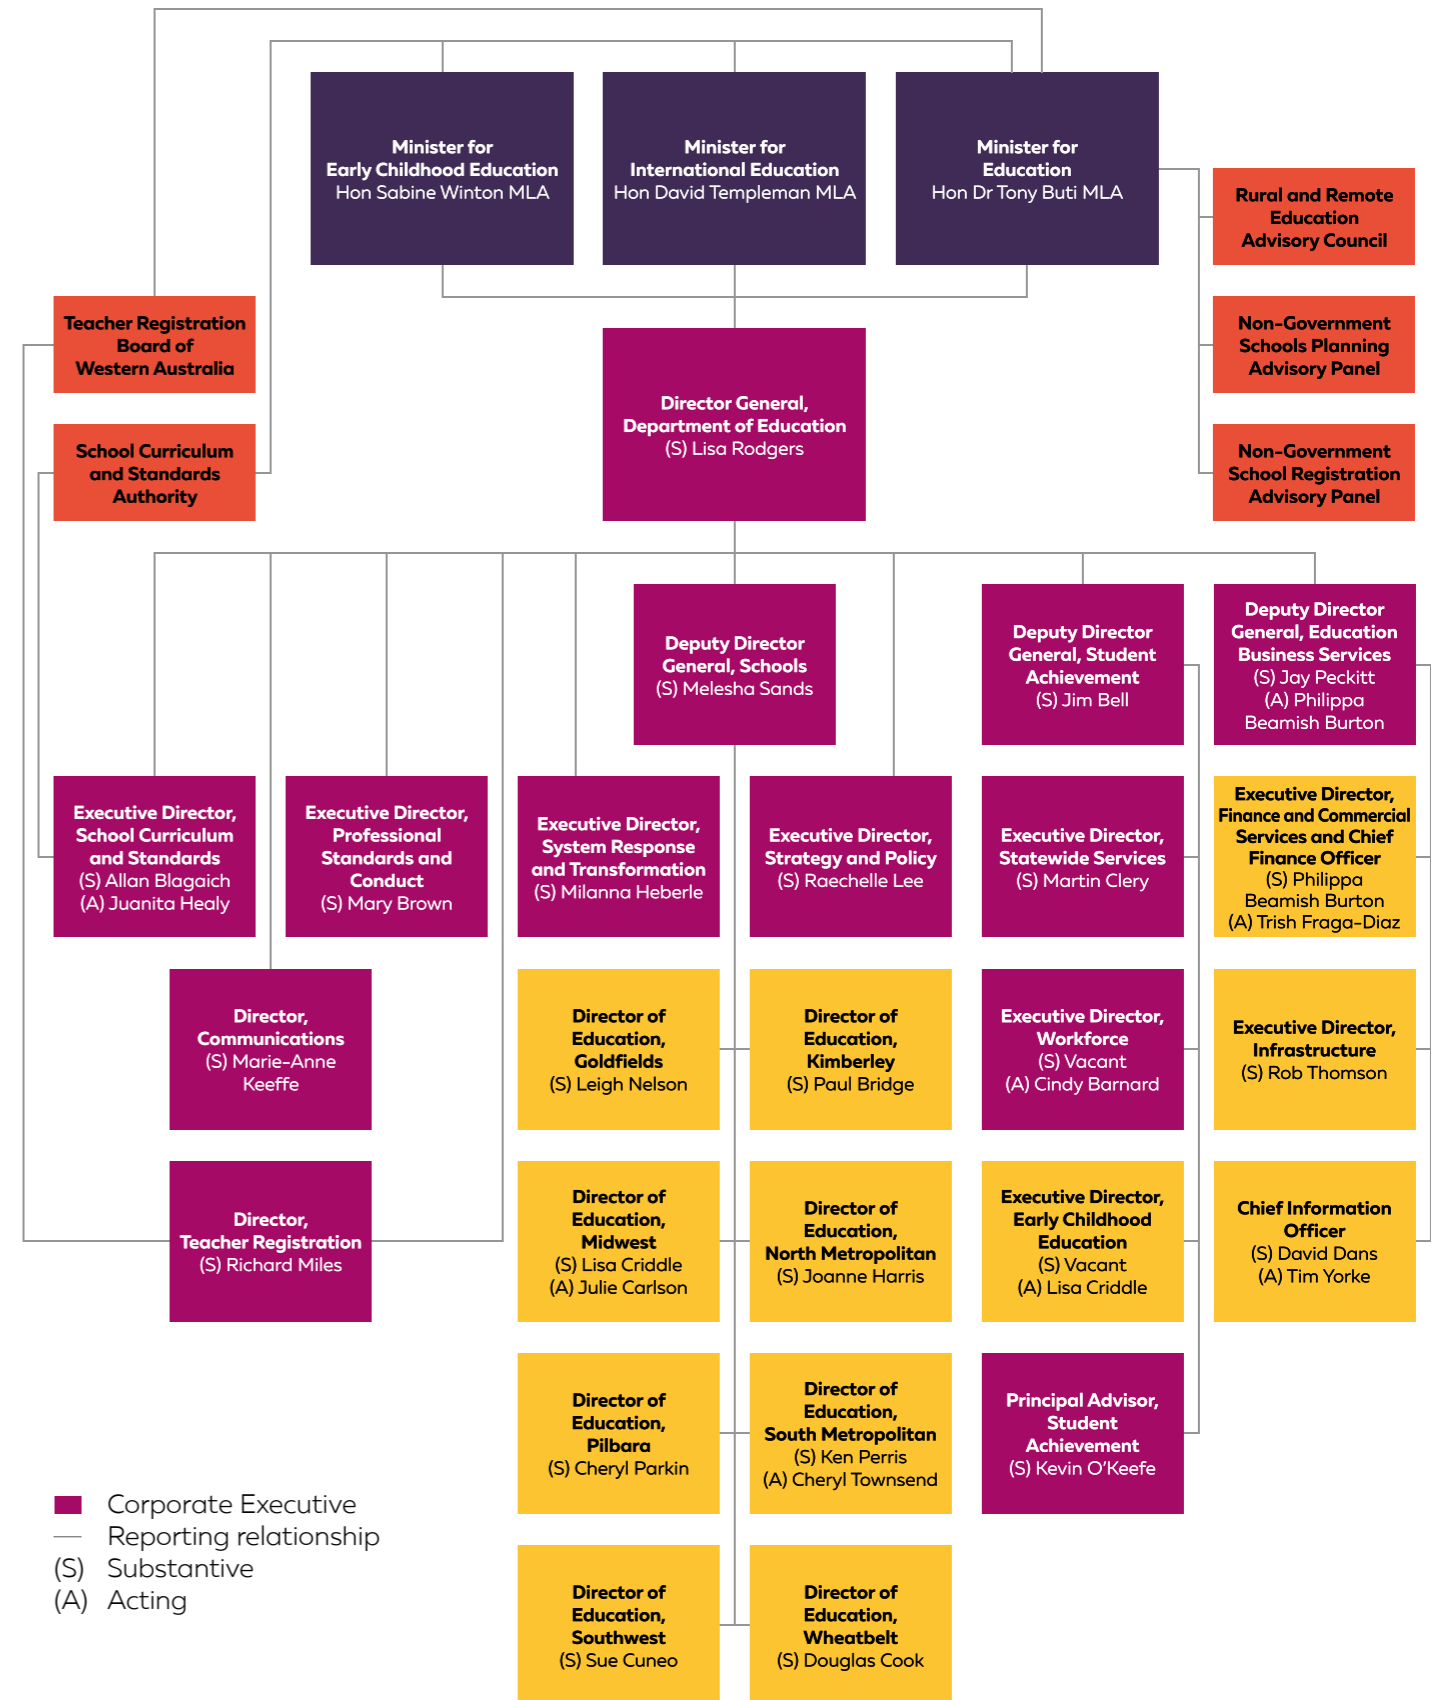 Minister for
Early Childhood Education
Hon Sabine Winton MLA
Minister for
International Education
Hon David Templeman MLA
Minister for
Education
Hon Dr Tony Buti MLA
Rural and Remote
Education
Advisory Council
Teacher Registration
Board of
Western Australia
Non-Government
Schools Planning
Advisory Panel
Director General,
Department of Education
(S) Lisa Rodgers
School Curriculum
and Standards
Authority
Non-Government
School Registration
Advisory Panel
Deputy Director
General, Schools
(S) Melesha Sands
Deputy Director
General, Student
Achievement
(S) Jim Bell
Deputy Director
General, Education
Business Services
(S) Jay Peckitt
(A) Philippa
Beamish Burton
Executive Director,
School Curriculum
and Standards
(S) Allan Blagaich
(A) Juanita Healy
Executive Director,
Professional
Standards and
Conduct
(S) Mary Brown
Executive Director,
System Response
and Transformation
(S) Milanna Heberle
Executive Director,
Strategy and Policy
(S) Raechelle Lee
Executive Director,
Statewide Services
(S) Martin Clery
Executive Director,
Finance and Commercial
Services and Chief
Finance Officer
(S) Philippa
Beamish Burton
(A) Trish Fraga-Diaz
Director,
Communications
(S) Marie-Anne
Keeffe
Director of
Education,
Goldfields
(S) Leigh Nelson
Director of
Education,
Kimberley
(S) Paul Bridge
Executive Director,
Workforce
(S) Vacant
(A) Cindy Barnard
Executive Director,
Infrastructure
(S) Rob Thomson
Director,
Teacher Registration
(S) Richard Miles
Director of
Education,
Midwest
(S) Lisa Criddle
(A) Julie Carlson
Director of
Education,
North Metropolitan
(S) Joanne Harris
Executive Director,
Early Childhood
Education
(S) Vacant
(A) Lisa Criddle
Chief Information
Officer
(S) David Dans
(A) Tim Yorke
Director of
Education,
Pilbara
(S) Cheryl Parkin
Director of
Education,
South Metropolitan
(S) Ken Perris
(A) Cheryl Townsend
Principal Advisor,
Student
Achievement
(S) Kevin O’Keefe
Corporate Executive
Reporting relationship
(S) Substantive
(A) Acting
Director of
Education,
Southwest
(S) Sue Cuneo
Director of
Education,
Wheatbelt
(S) Douglas Cook